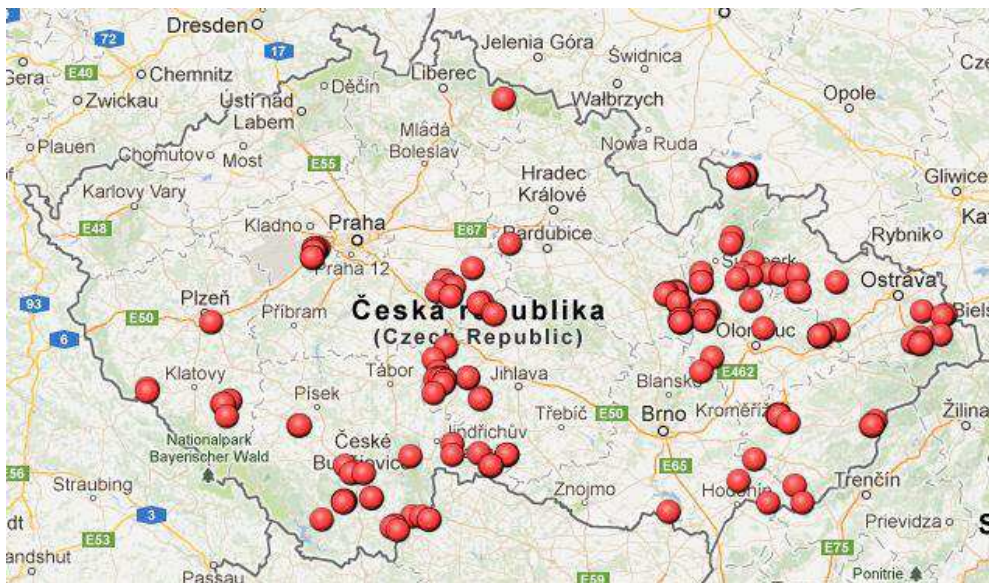 Dresden
Jelenia Góra
Świdnica
72
17
E40
Gera
Chemnitz
Děčín
Liberec
Wałbrzych
Opole
Zwickau
Ústí nad
Labem
Mladá
Boleslav
Nowa Ruda
Plauen
Chomutov
Most
E55
Gliwice
Karlovy Vary
Hradec
Králové
E48
Kladno
Praha
E67
Pardubice
Rybnik
Praha 12
Ostrava
93
Plzeň
E50
Příbram
Česká republika
(Czech Republic)
Olomouc
6
Klatovy
Tábor
Jihlava
E462
Blansko
Písek
Třebíč
E50
Brno
Kroměříž
Žilina
Nationalpark
Bayerischer Wald
České
Budějovice
Jindřichův
E56
Straubing
E65
Hodonín
Trenčín
Znojmo
3
Prievidza
E53
E75
Passau
E59
Ponitrie